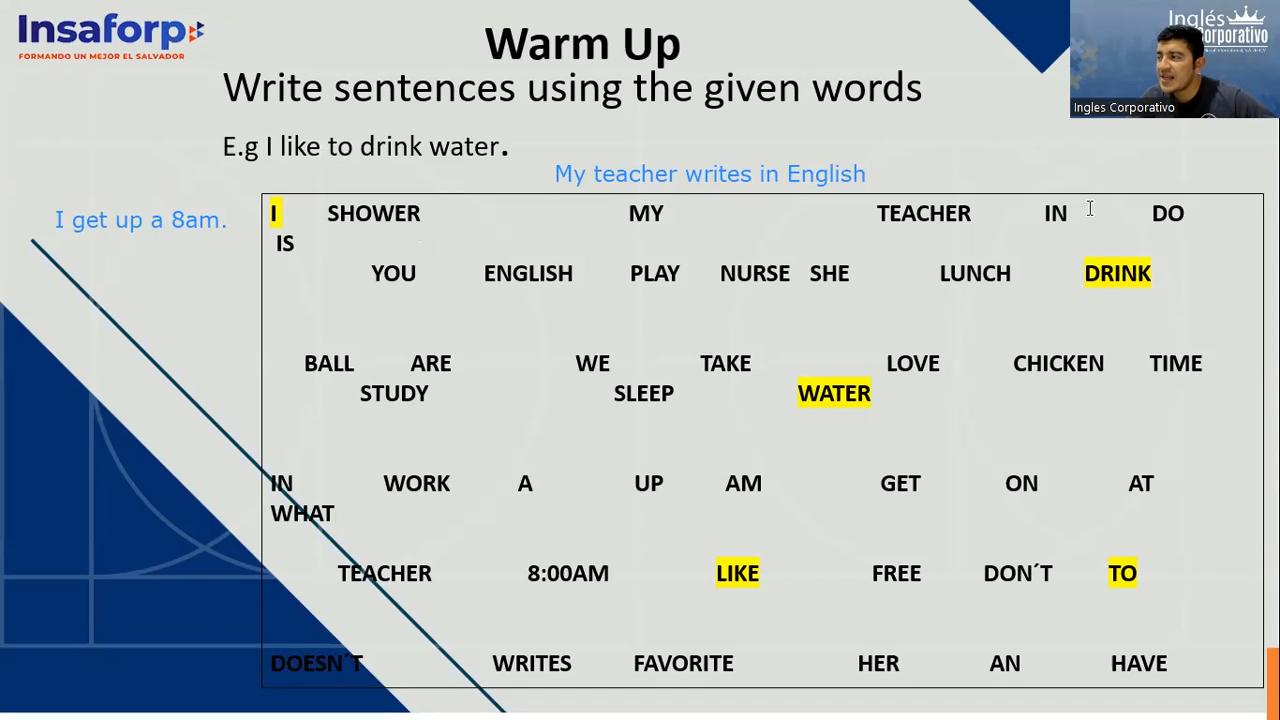 Insaforp
FORMANDO UN MEJOR EL SALVADOR
Warm Up
Inglés
Corporativo
Write sentences using the given words
Ingles Corporativo
E.g I like to drink water.
My teacher writes in English
I get up a 8am.
I SHOWER MY TEACHER IN DO
IS
YOU ENGLISH PLAY NURSE SHE LUNCH DRINK
BALL ARE WE TAKE LOVE CHICKEN TIME
STUDY SLEEP WATER
IN WORK A UP AM GET ON AT
WHAT
TEACHER 8:00AM LIKE FREE DON´T TO
DOESN´T WRITES FAVORITE HER AN HAVE